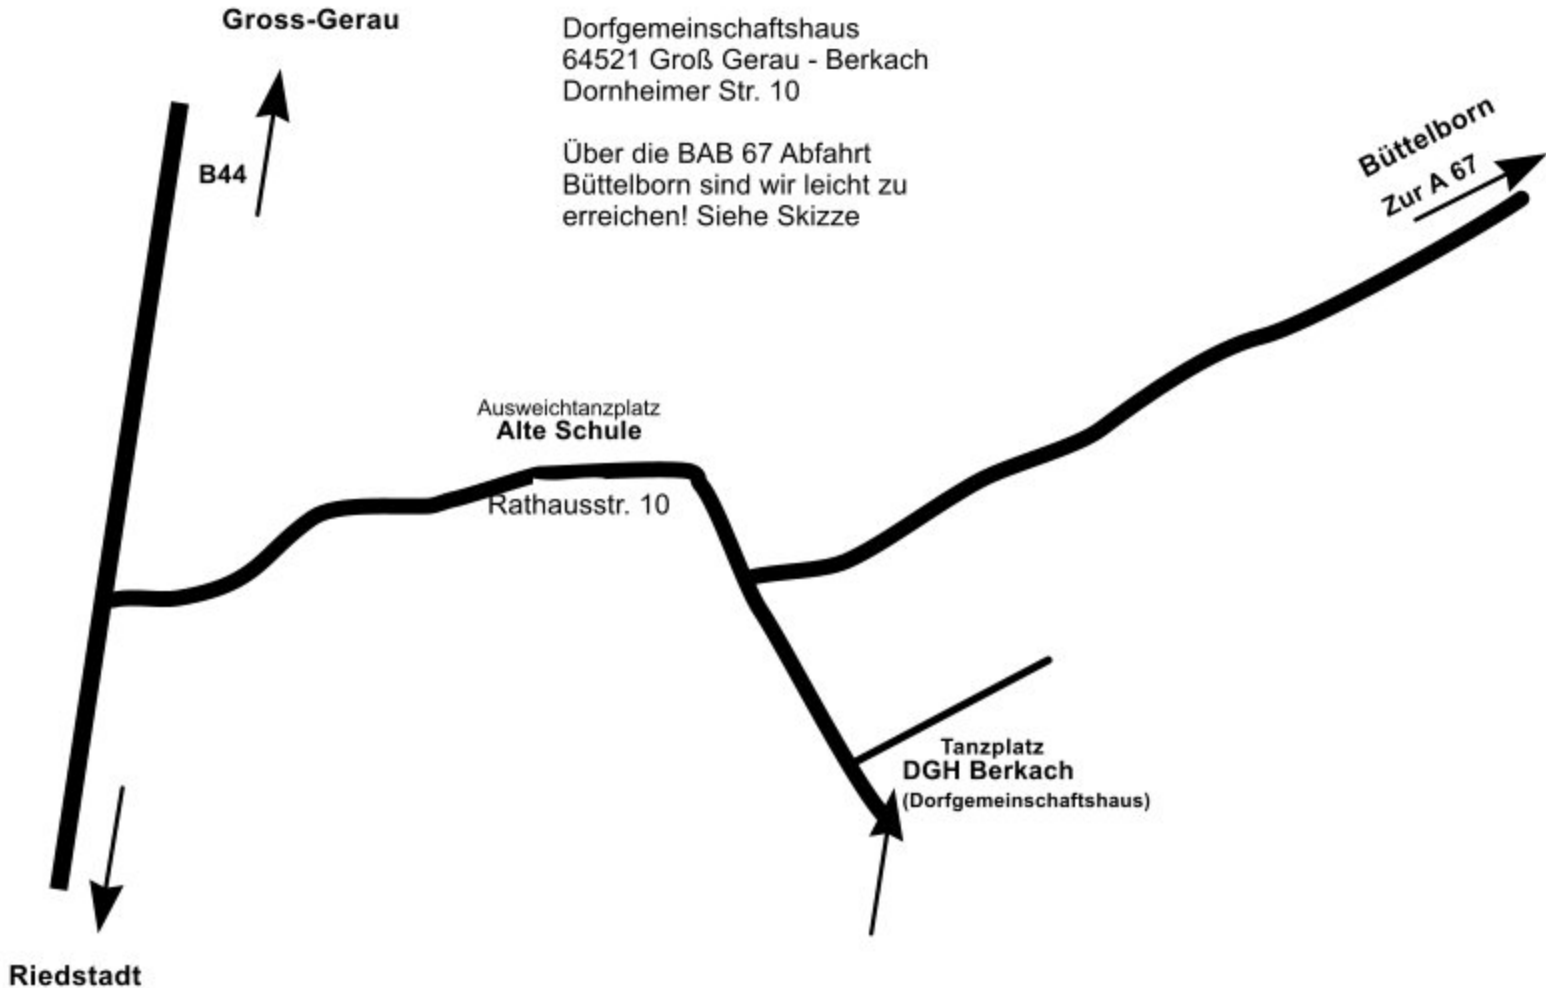 Gross-Gerau
Dorfgemeinschaftshaus
64521 Groß Gerau - Berkach
Dornheimer Str. 10
Über die BAB 67 Abfahrt
Büttelborn sind wir leicht zu
erreichen! Siehe Skizze
B44
Büttelborn
Zur A 67
Ausweichtanzplatz
Alte Schule
Rathausstr. 10
Tanzplatz
DGH Berkach
(Dorfgemeinschaftshaus)
Riedstadt